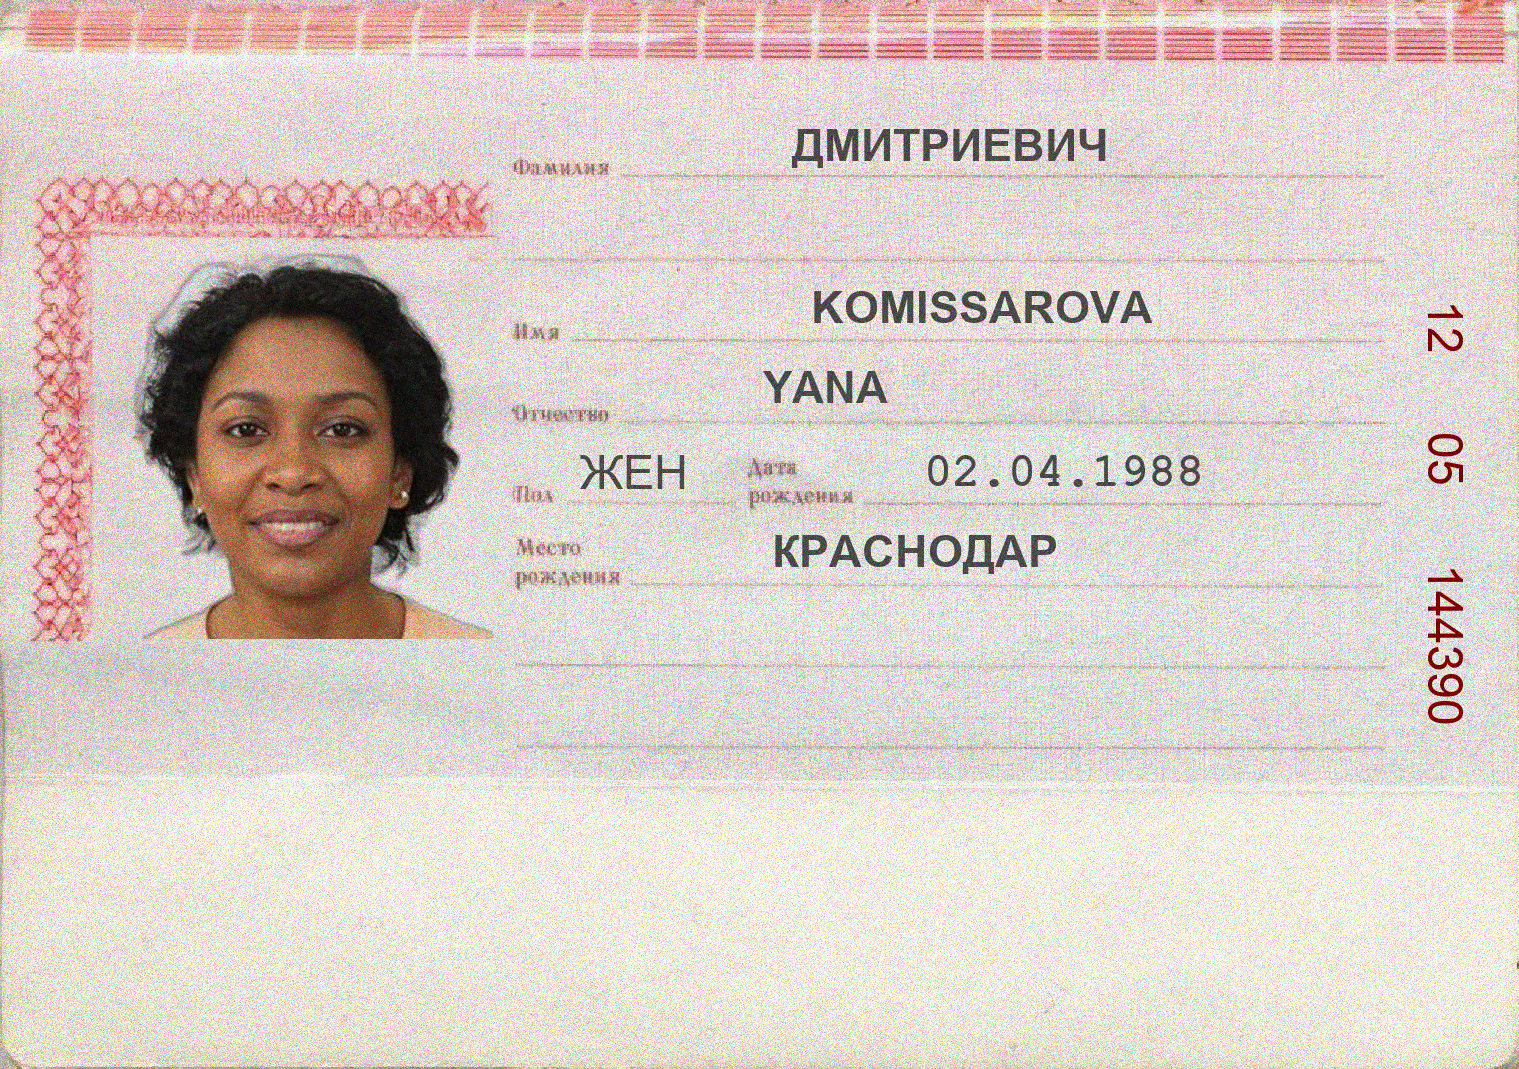 Фамилия ДМИТРИЕВИЧ
Имя KOMISSAROVA
Отчество YANA
Пол ЖЕН Дата рождения 02.04.1988
Место рождения КРАСНОДАР
12 05 144390